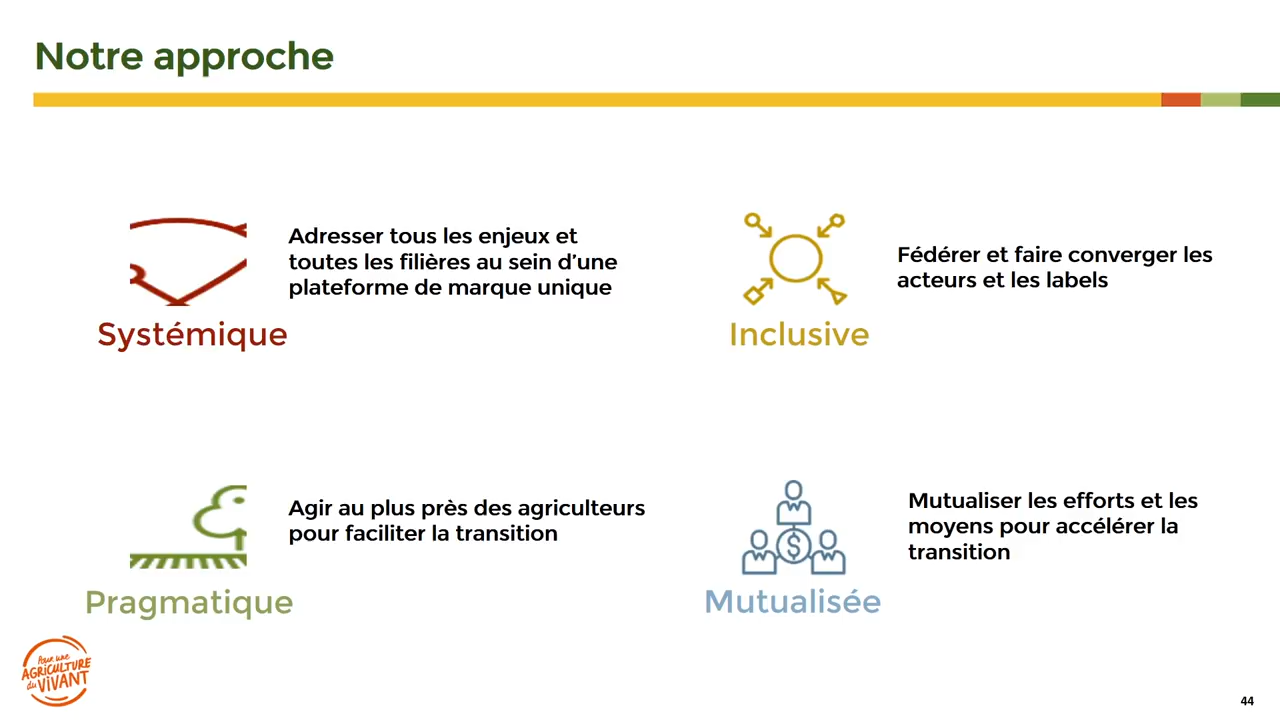 Notre approche
Adresser tous les enjeux et
toutes les filières au sein d’une
plateforme de marque unique
Systémique
Fédérer et faire converger les
acteurs et les labels
Inclusive
Agir au plus près des agriculteurs
pour faciliter la transition
Pragmatique
$
Mutualiser les efforts et les
moyens pour accélérer la
transition
Mutualisée
Pour une
AGRiCULTURE
du ViVANT
44